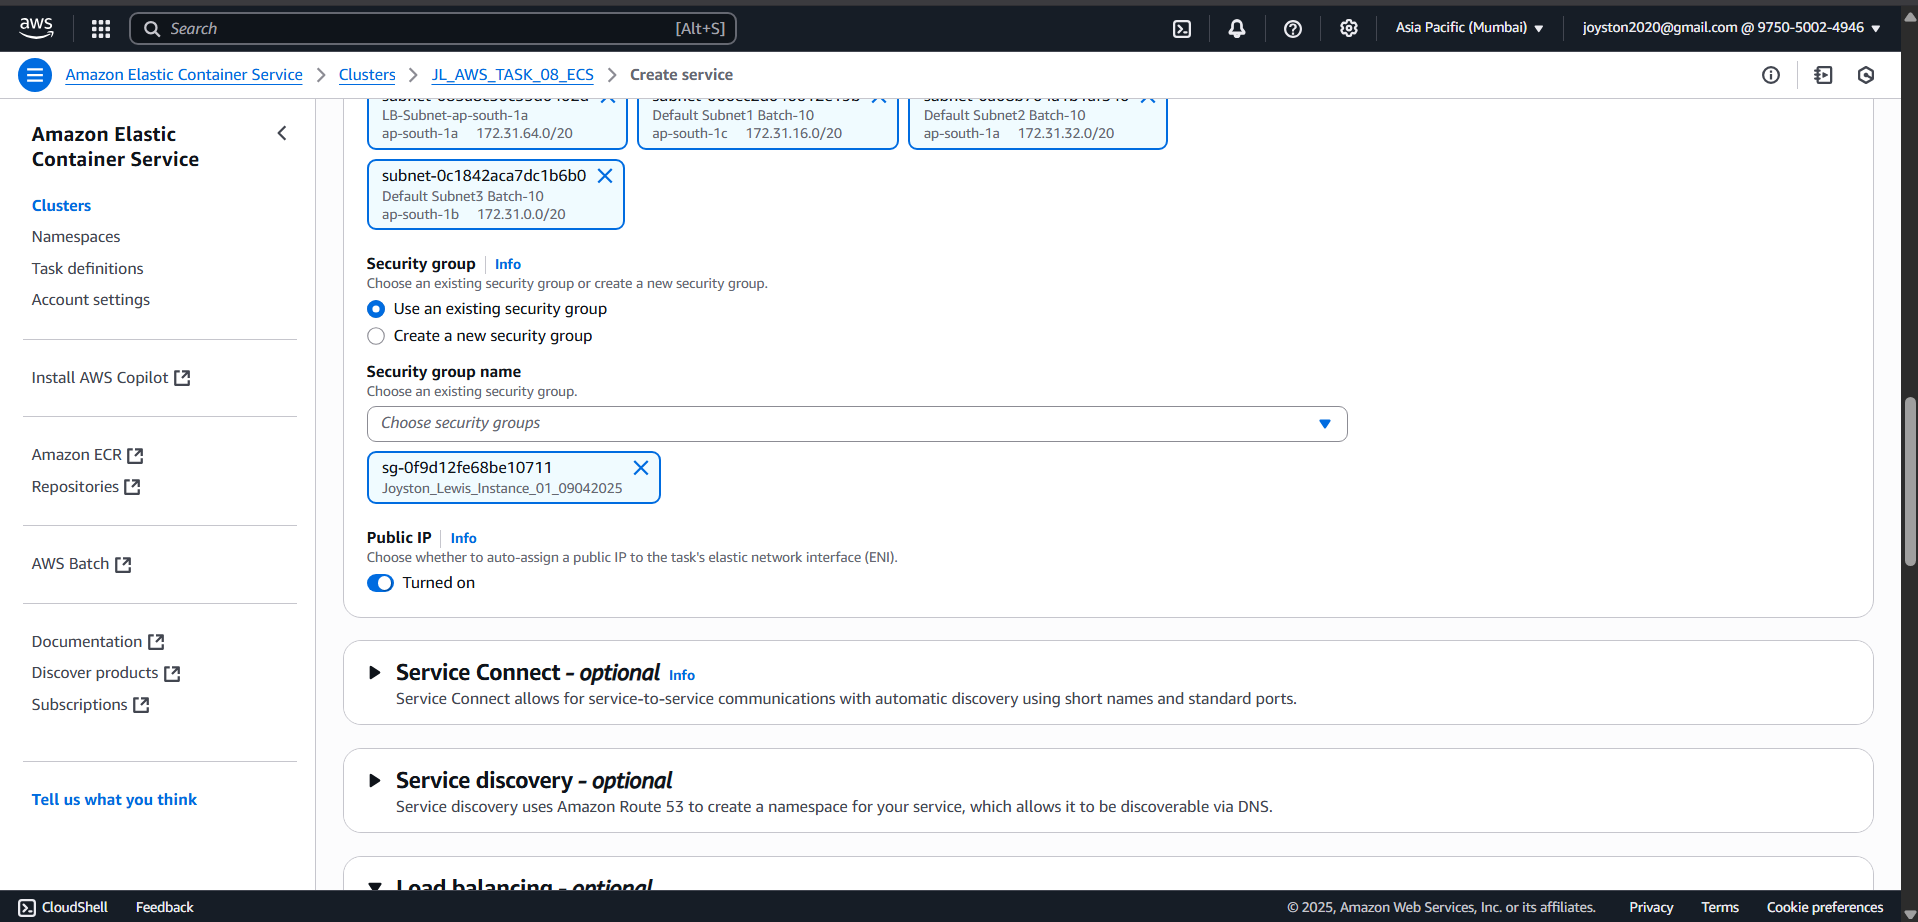 aws
Search [Alt+S]
Asia Pacific (Mumbai)
joyston2020@gmail.com @ 9750-5002-4946
Amazon Elastic Container Service > Clusters > JL_AWS_TASK_08_ECS > Create service
Amazon Elastic
Container Service
Clusters
Namespaces
Task definitions
Account settings
Install AWS Copilot
Amazon ECR
Repositories
AWS Batch
Documentation
Discover products
Subscriptions
Tell us what you think
LB-Subnet-ap-south-1a
ap-south-1a 172.31.64.0/20
Default Subnet1 Batch-10
ap-south-1c 172.31.16.0/20
Default Subnet2 Batch-10
ap-south-1a 172.31.32.0/20
subnet-0c1842aca7dc1b6b0
Default Subnet3 Batch-10
ap-south-1b 172.31.0.0/20
Security group Info
Choose an existing security group or create a new security group.
Use an existing security group
Create a new security group
Security group name
Choose an existing security group.
Choose security groups
sg-0f9d12fe68be10711
Joyston_Lewis_Instance_01_09042025
Public IP Info
Choose whether to auto-assign a public IP to the task's elastic network interface (ENI).
Turned on
Service Connect - optional Info
Service Connect allows for service-to-service communications with automatic discovery using short names and standard ports.
Service discovery - optional
Service discovery uses Amazon Route 53 to create a namespace for your service, which allows it to be discoverable via DNS.
Load balancing - optional
CloudShell
Feedback
© 2025, Amazon Web Services, Inc. or its affiliates.
Privacy
Terms
Cookie preferences